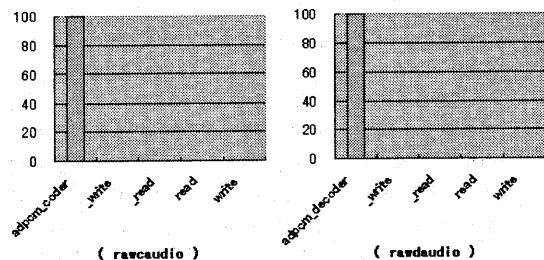 100
80
60
40
20
0
adpcm_coder
_write
_read
read
write
( rawcaudio )
100
80
60
40
20
0
adpcm_decoder
_write
_read
read
write
( rawdaudio )